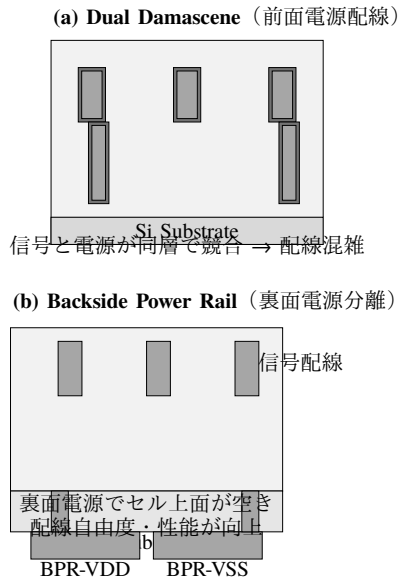 (a) Dual Damascene（前面電源配線）
Si Substrate
信号と電源が同層で競合 → 配線混雑
(b) Backside Power Rail（裏面電源分離）
信号配線
裏面電源でセル上面が空き
配線自由度・性能が向上
BPR-VDD BPR-VSS